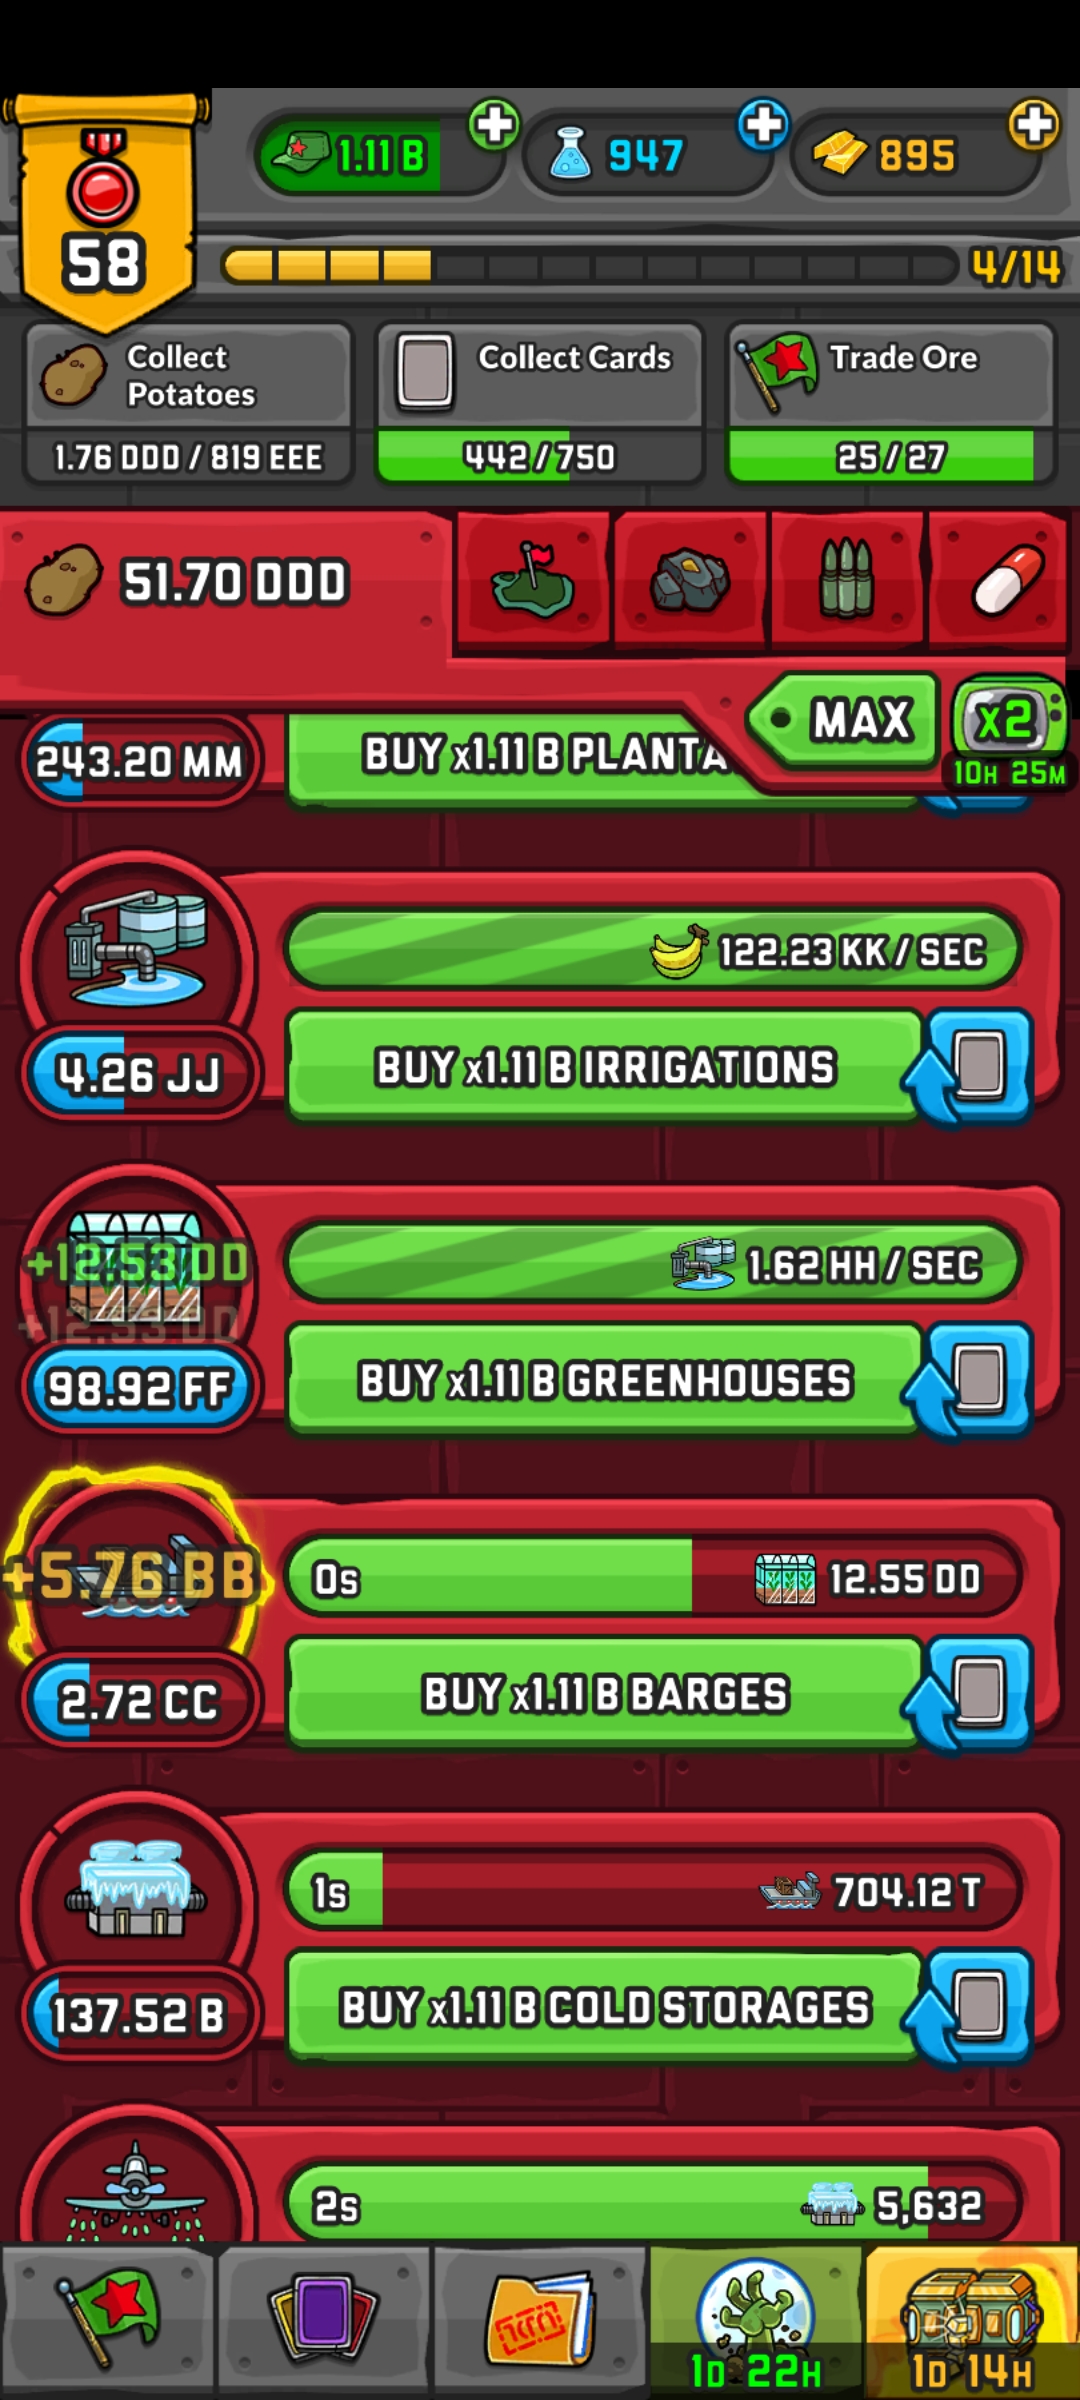 1.11 B
947
895
58
4/14
Collect Potatoes
1.76 DDD / 819 EEE
Collect Cards
442/750
Trade Ore
25/27
51.70 DDD
MAX
x2
10H 25M
243.20 MM
BUY x1.11 B PLANTA
122.23 KK / SEC
4.26 JJ
BUY x1.11 B IRRIGATIONS
+12.53 DD
+12.53 DD
1.62 HH / SEC
98.92 FF
BUY x1.11 B GREENHOUSES
+5.76 BB
0s
12.55 DD
2.72 CC
BUY x1.11 B BARGES
1s
704.12 T
137.52 B
BUY x1.11 B COLD STORAGES
2s
5,632
1D 22H
1D 14H